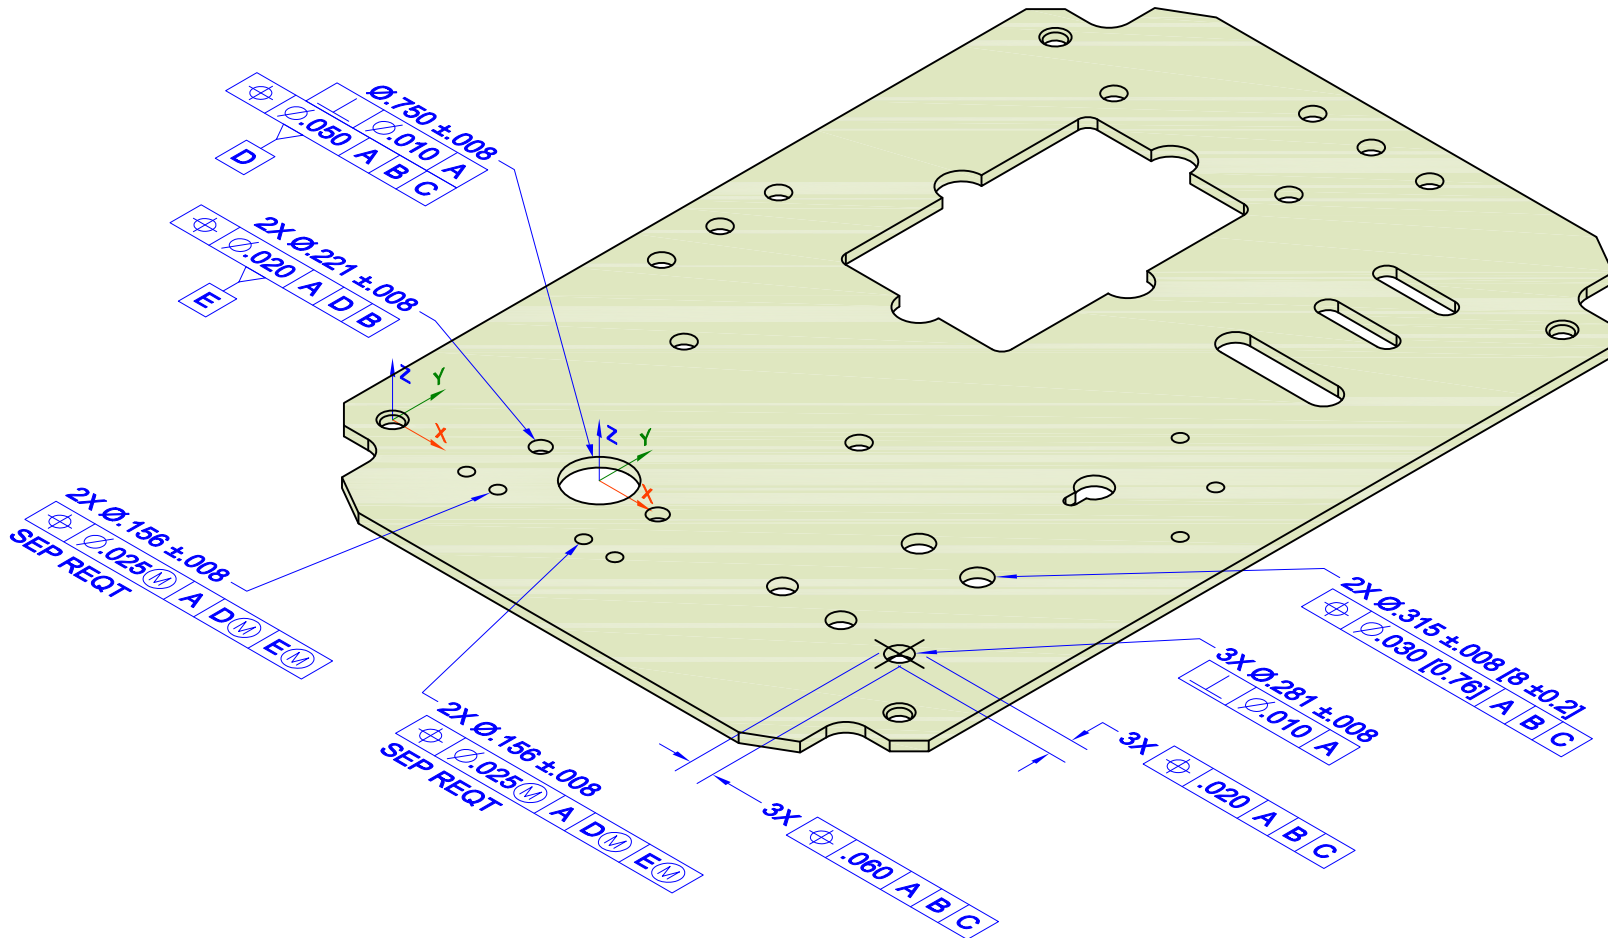 Ø.750±.008
⟂ Ø.010 A
⌖ Ø.050 A B C
D
2X Ø.221±.008
⌖ Ø.020 A D B
E
Z
Y
X
Z
Y
X
2X Ø.156±.008
⌖ Ø.025Ⓜ A DⓂ EⓂ
SEP REQT
2X Ø.156±.008
⌖ Ø.025Ⓜ A DⓂ EⓂ
SEP REQT
2X Ø.315±.008 [8±0.2]
⌖ Ø.030 [0.76] A B C
3X Ø.281±.008
⟂ Ø.010 A
3X ⌖ .020 A B C
3X ⌖ .060 A B C